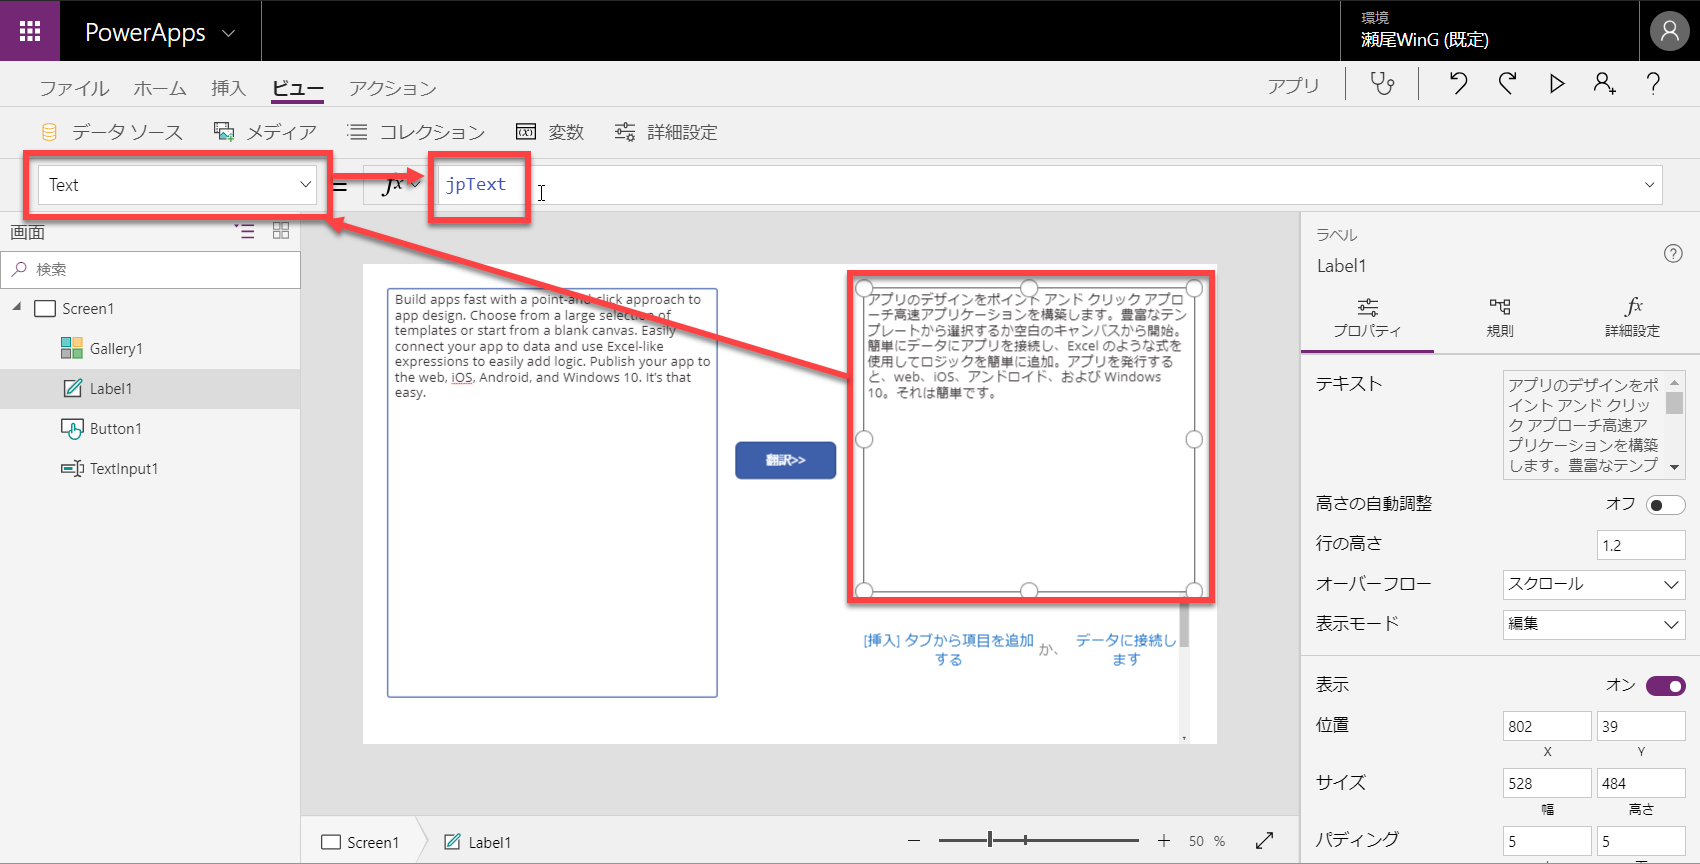 PowerApps
環境
瀬尾WinG (既定)
ファイル ホーム 挿入 ビュー アクション
アプリ
データ ソース メディア コレクション 変数 詳細設定
Text
=
fx
jpText
画面
検索
Screen1
Gallery1
Label1
Button1
TextInput1
Build apps fast with a point-and click approach to
app design. Choose from a large selection of
templates or start from a blank canvas. Easily
connect your app to data and use Excel-like
expressions to easily add logic. Publish your app to
the web, iOS, Android, and Windows 10. It's that
easy.
翻訳>>
アプリのデザインをポイント アンド クリック アプロ
ーチ高速アプリケーションを構築します。豊富なテン
プレートから選択するか空白のキャンバスから開始。
簡単にデータにアプリを接続し、Excel のような式を
使用してロジックを簡単に追加。アプリを発行する
と、web、iOS、アンドロイド、および Windows
10。それは簡単です。
[挿入] タブから項目を追加
する
か、
データに接続し
ます
ラベル
Label1
プロパティ
規則
fx
詳細設定
テキスト
アプリのデザインをポ
イント アンド クリッ
ク アプローチ高速ア
プリケーションを構築
します。豊富なテンプ
高さの自動調整 オフ
行の高さ 1.2
オーバーフロー スクロール
表示モード 編集
表示 オン
位置 802 39
X Y
サイズ 528 484
幅 高さ
パディング 5 5
Screen1
Label1
50 %